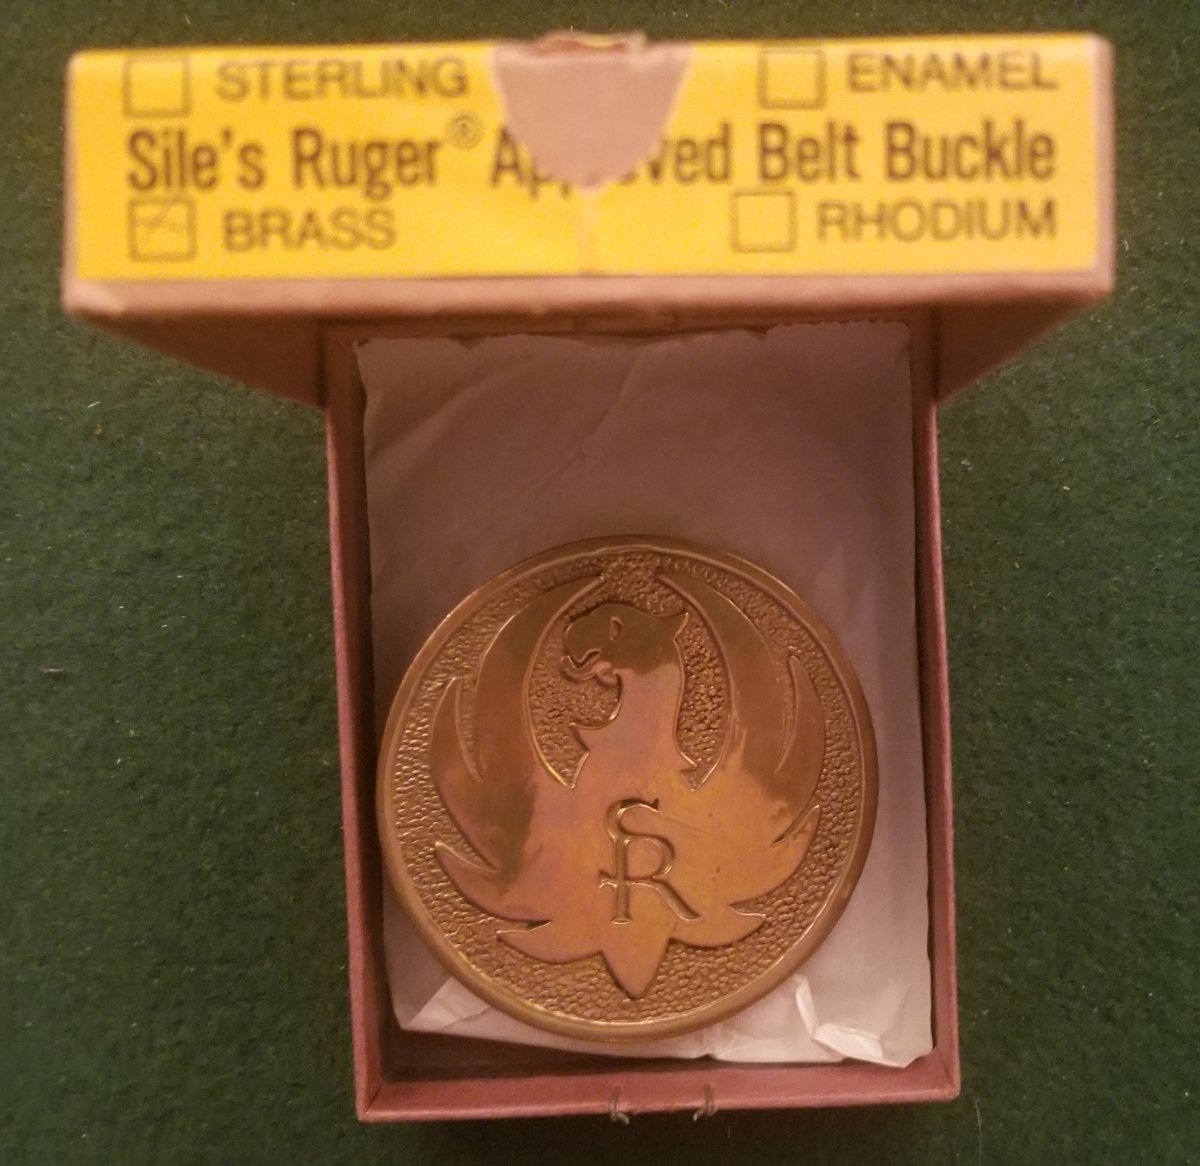 STERLING ENAMEL
Sile's Ruger® Belt Buckle
BRASS RHODIUM
SR